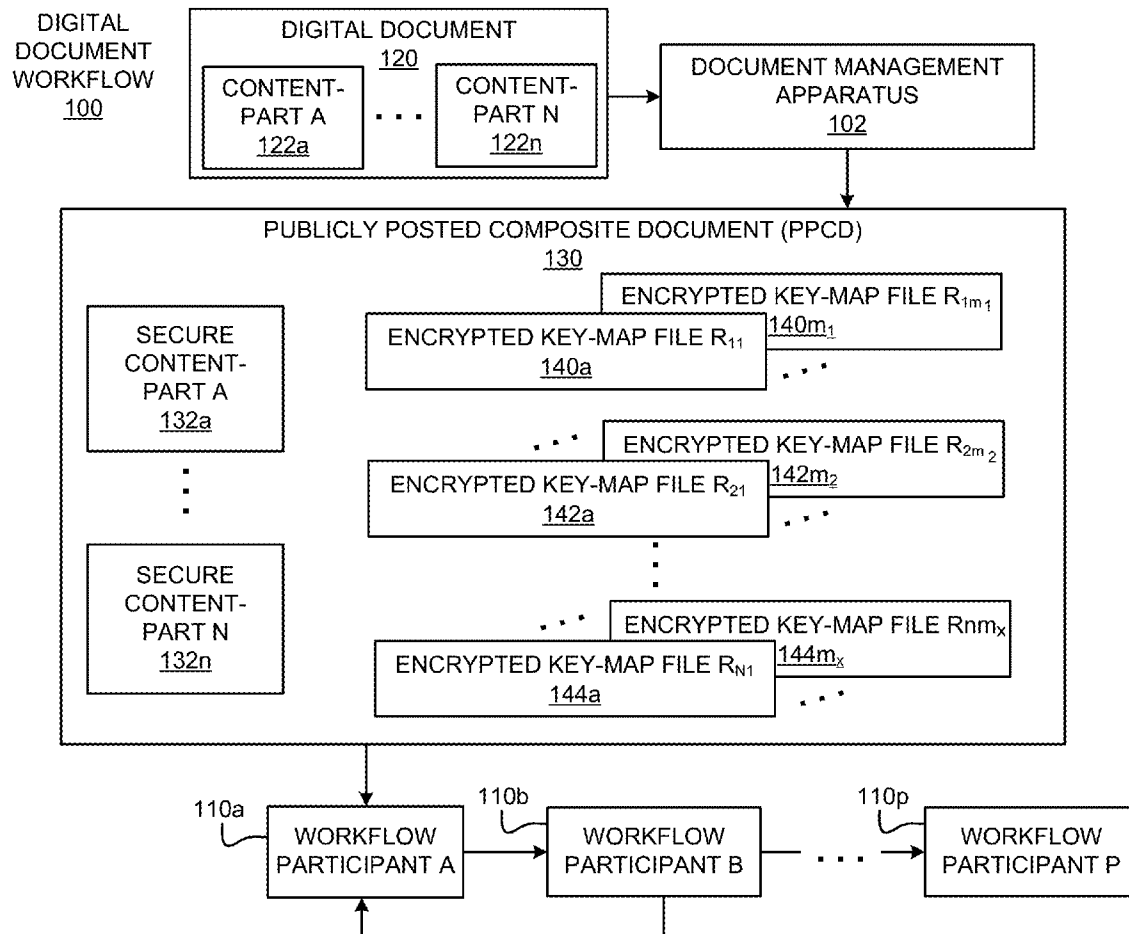 DIGITAL
DOCUMENT
WORKFLOW
100
DIGITAL DOCUMENT
120
CONTENT-
PART A
122a
CONTENT-
PART N
122n
DOCUMENT MANAGEMENT
APPARATUS
102
PUBLICLY POSTED COMPOSITE DOCUMENT (PPCD)
130
SECURE
CONTENT-
PART A
132a
SECURE
CONTENT-
PART N
132n
ENCRYPTED KEY-MAP FILE R1m1
140m1
ENCRYPTED KEY-MAP FILE R11
140a
ENCRYPTED KEY-MAP FILE R2m2
142m2
ENCRYPTED KEY-MAP FILE R21
142a
ENCRYPTED KEY-MAP FILE Rnmx
144mx
ENCRYPTED KEY-MAP FILE RN1
144a
110a
WORKFLOW
PARTICIPANT A
110b
WORKFLOW
PARTICIPANT B
110p
WORKFLOW
PARTICIPANT P